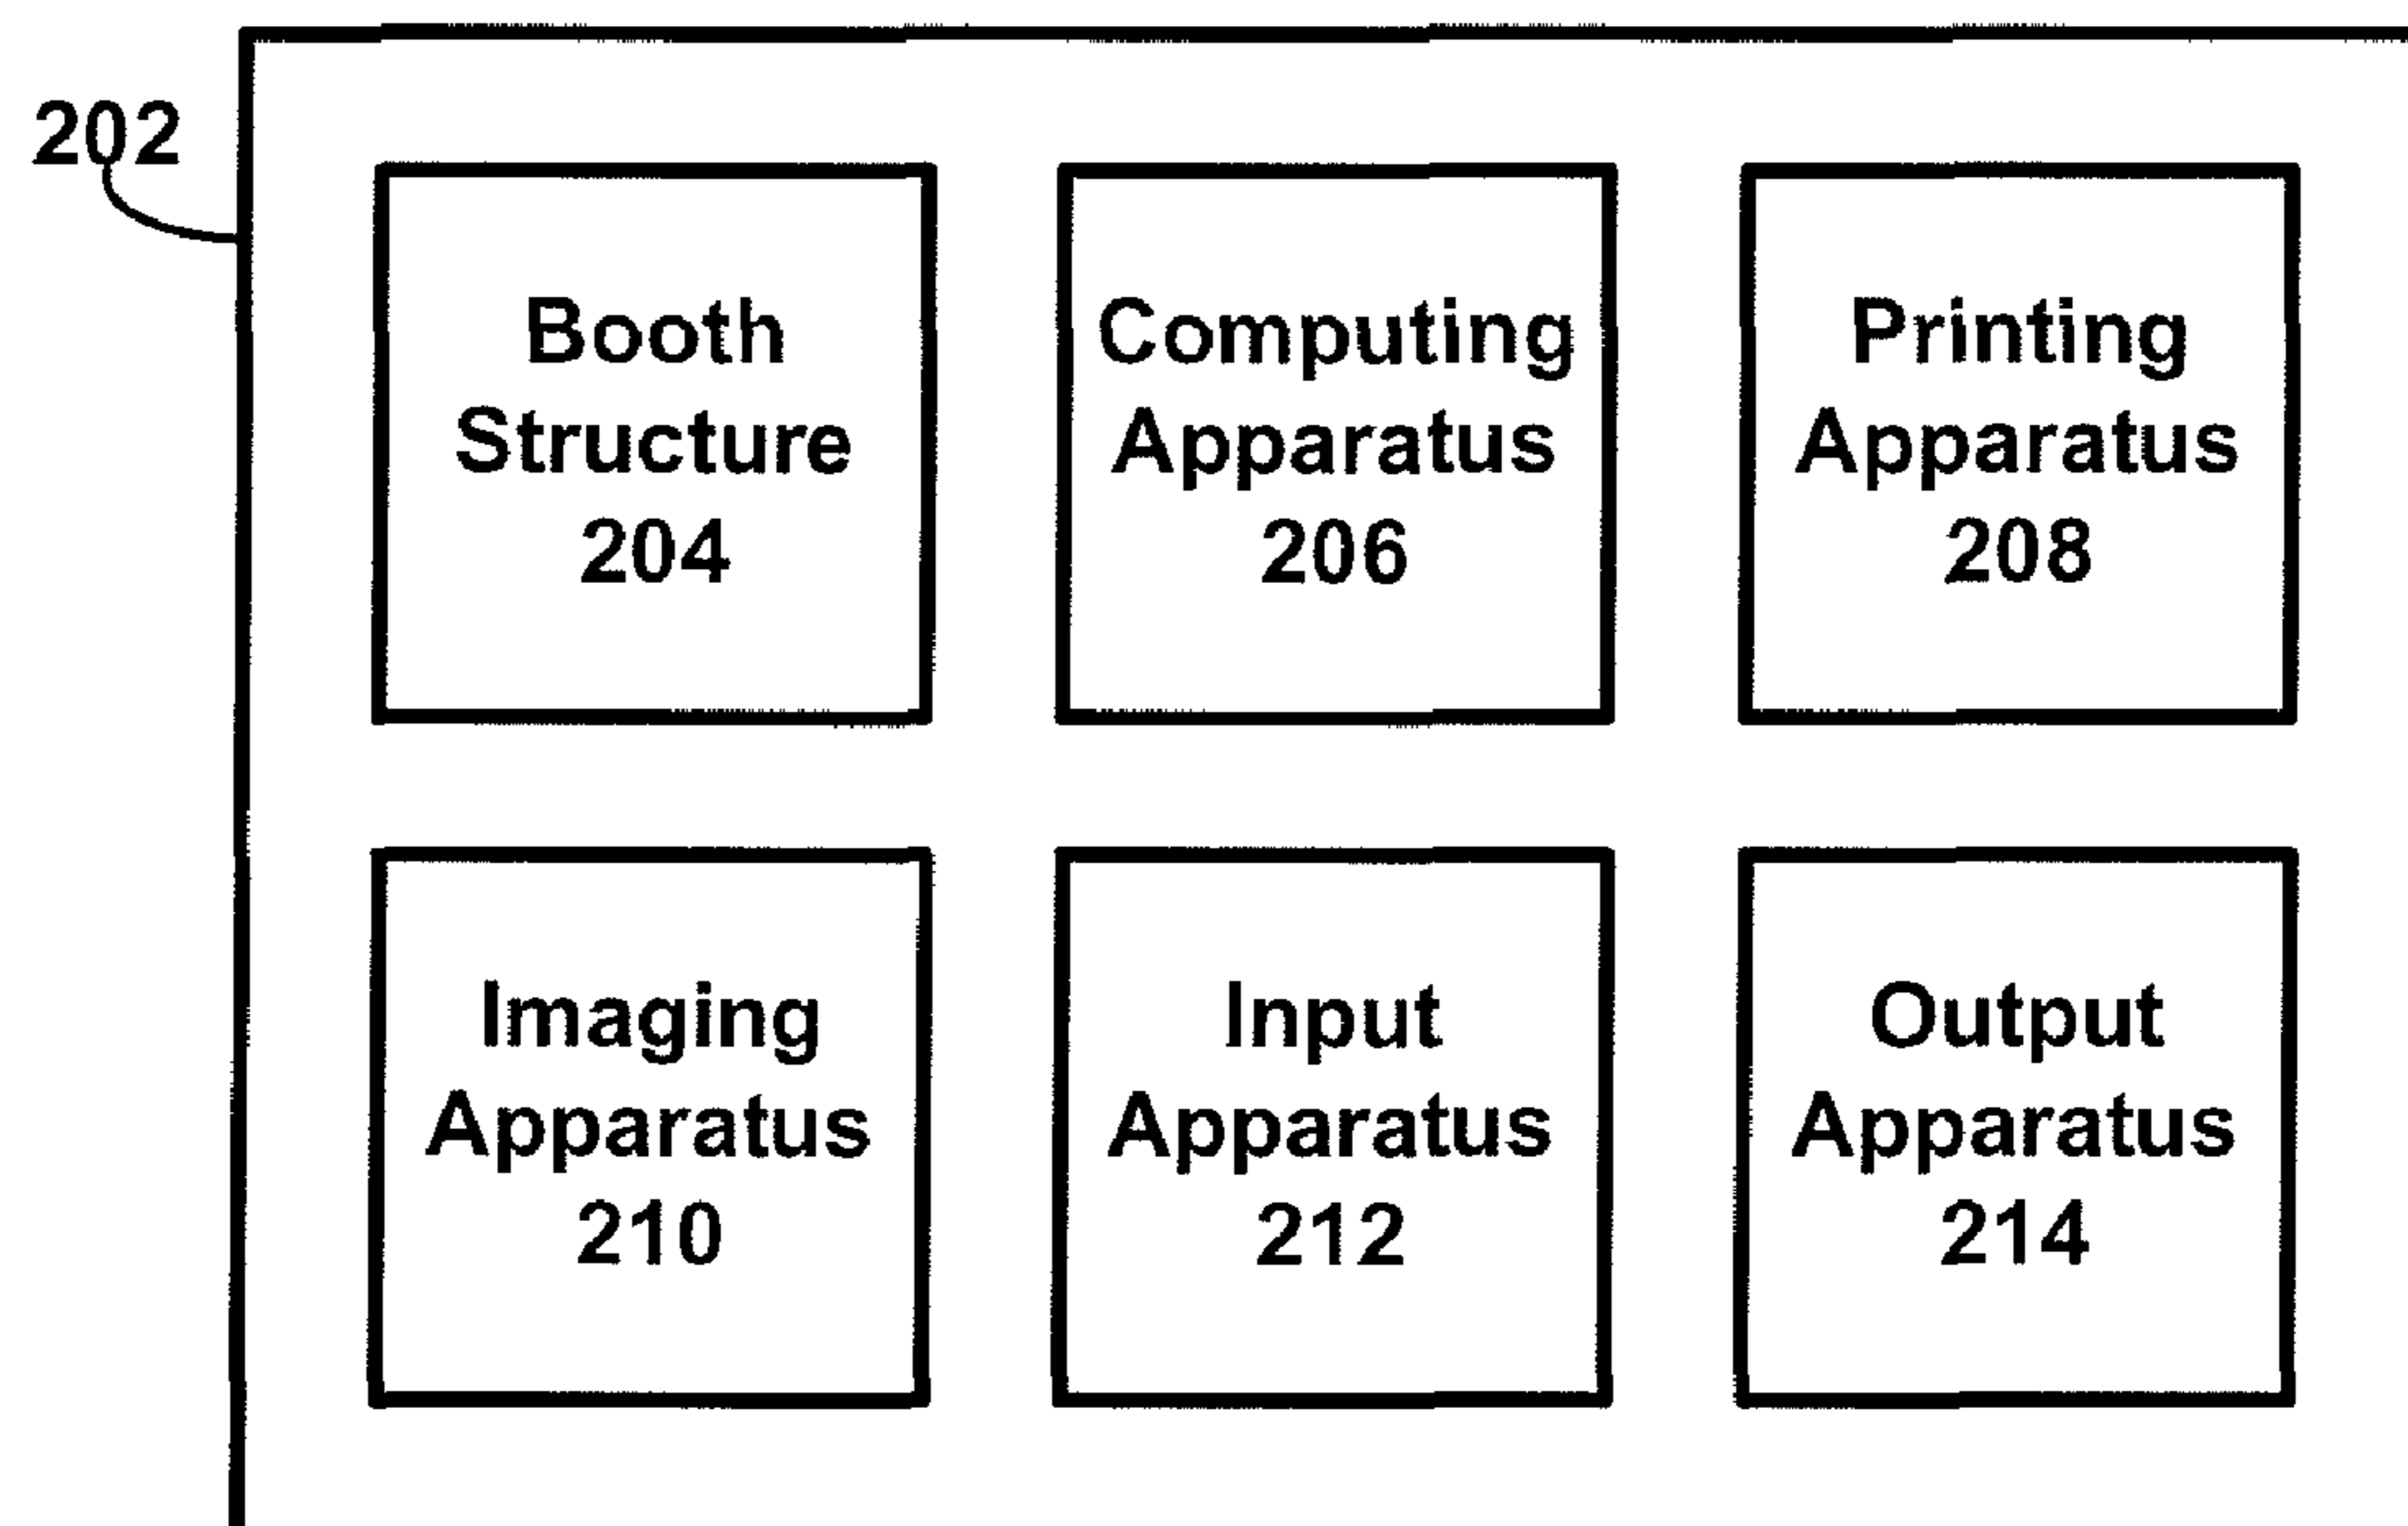 202
Booth
Structure
204
Computing
Apparatus
206
Printing
Apparatus
208
Imaging
Apparatus
210
Input
Apparatus
212
Output
Apparatus
214